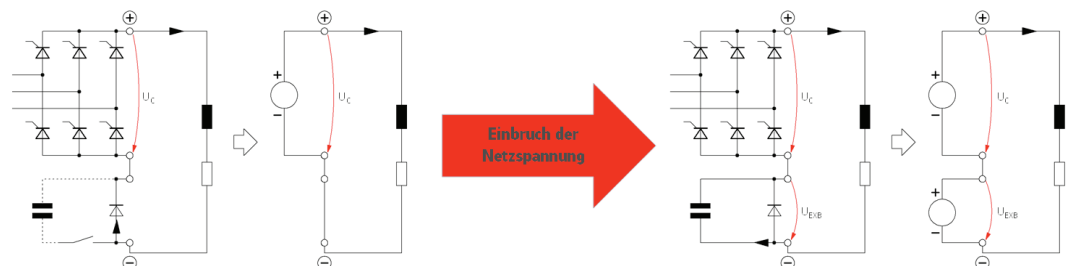 +
+
+
+
U_C
+
-
U_C
Einbruch der
Netzspannung
U_C
+
-
U_C
U_EXB
+
-
U_EXB
-
-
-
-